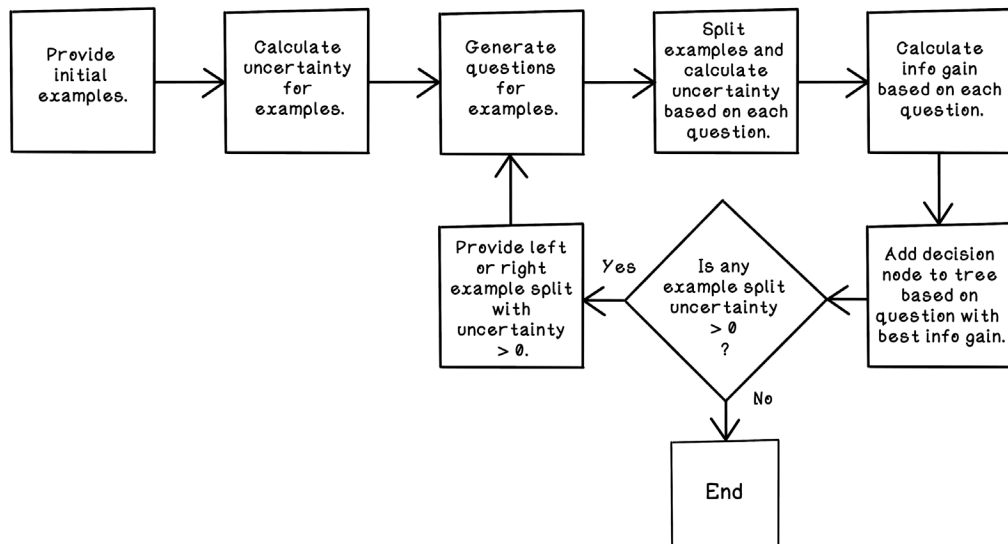 Provide
initial
examples.
Calculate
uncertainty
for
examples.
Generate
questions
for
examples.
Split
examples and
calculate
uncertainty
based on each
question.
Calculate
info gain
based on each
question.
Add decision
node to tree
based on
question with
best info gain.
Is any
example split
uncertainty
> 0
?
Yes
Provide left
or right
example split
with
uncertainty
> 0.
No
End